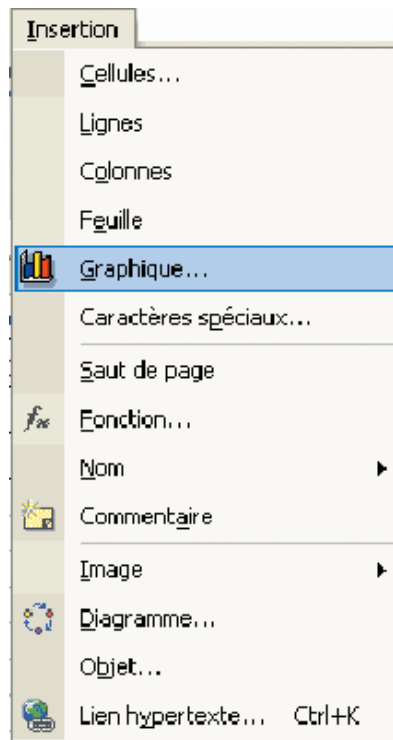 Insertion
Cellules...
Lignes
Colonnes
Feuille
Graphique...
Caractères spéciaux...
Saut de page
fx Fonction...
Nom
Commentaire
Image
Diagramme...
Objet...
Lien hypertexte... Ctrl+K